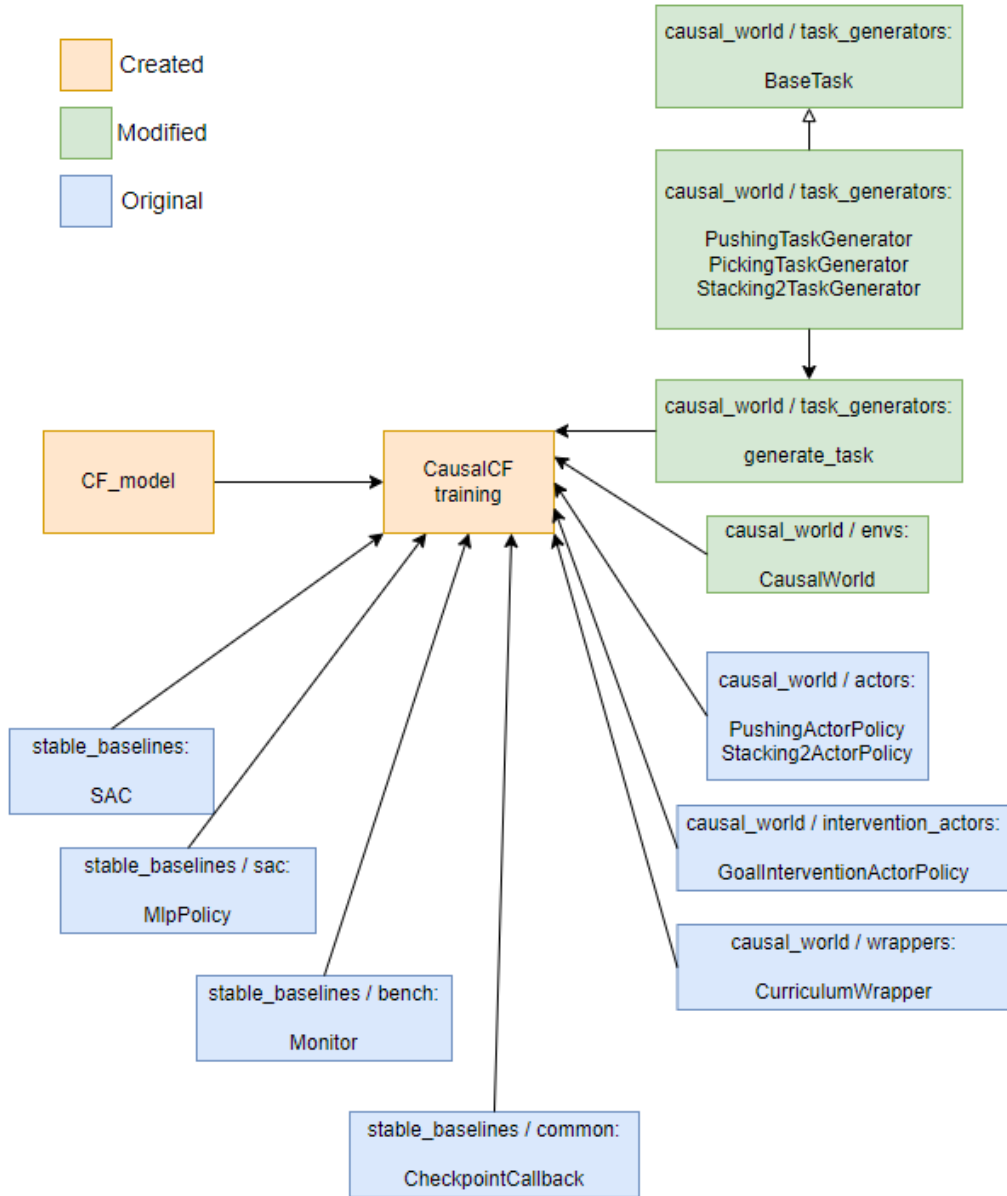 Created
Modified
Original
causal_world / task_generators:
BaseTask
causal_world / task_generators:
PushingTaskGenerator
PickingTaskGenerator
Stacking2TaskGenerator
causal_world / task_generators:
generate_task
CF_model
CausalCF
training
causal_world / envs:
CausalWorld
causal_world / actors:
PushingActorPolicy
Stacking2ActorPolicy
stable_baselines:
SAC
causal_world / intervention_actors:
GoalInterventionActorPolicy
stable_baselines / sac:
MlpPolicy
causal_world / wrappers:
CurriculumWrapper
stable_baselines / bench:
Monitor
stable_baselines / common:
CheckpointCallback